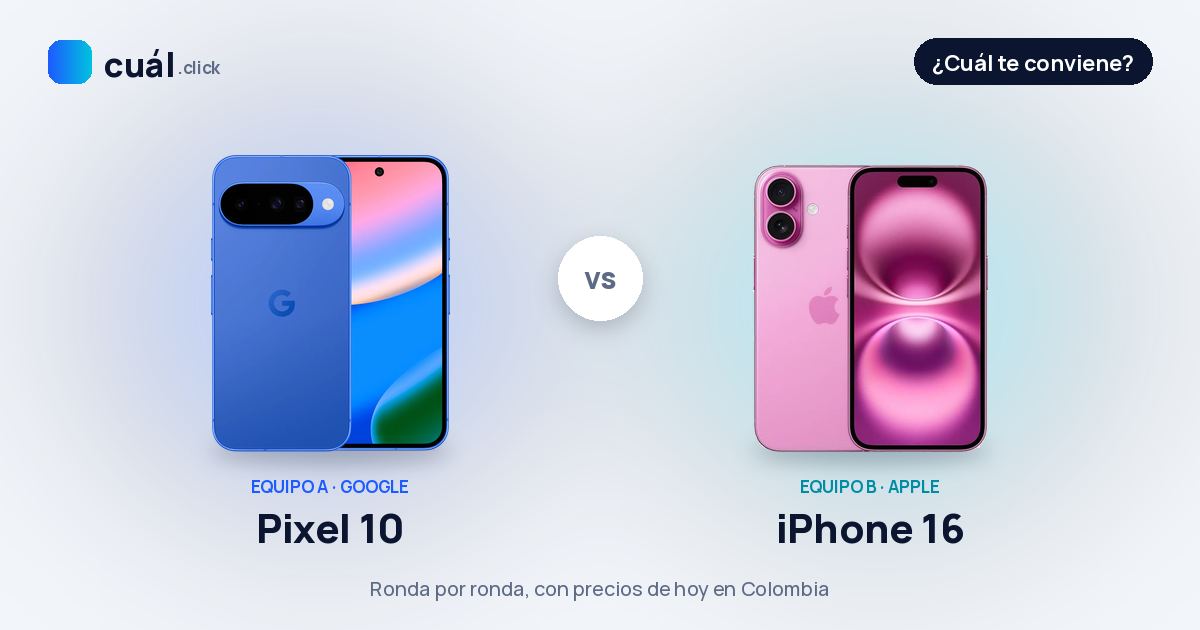 cuál.click
¿Cuál te conviene?
G
VS
EQUIPO A · GOOGLE
EQUIPO B · APPLE
Pixel 10
iPhone 16
Ronda por ronda, con precios de hoy en Colombia